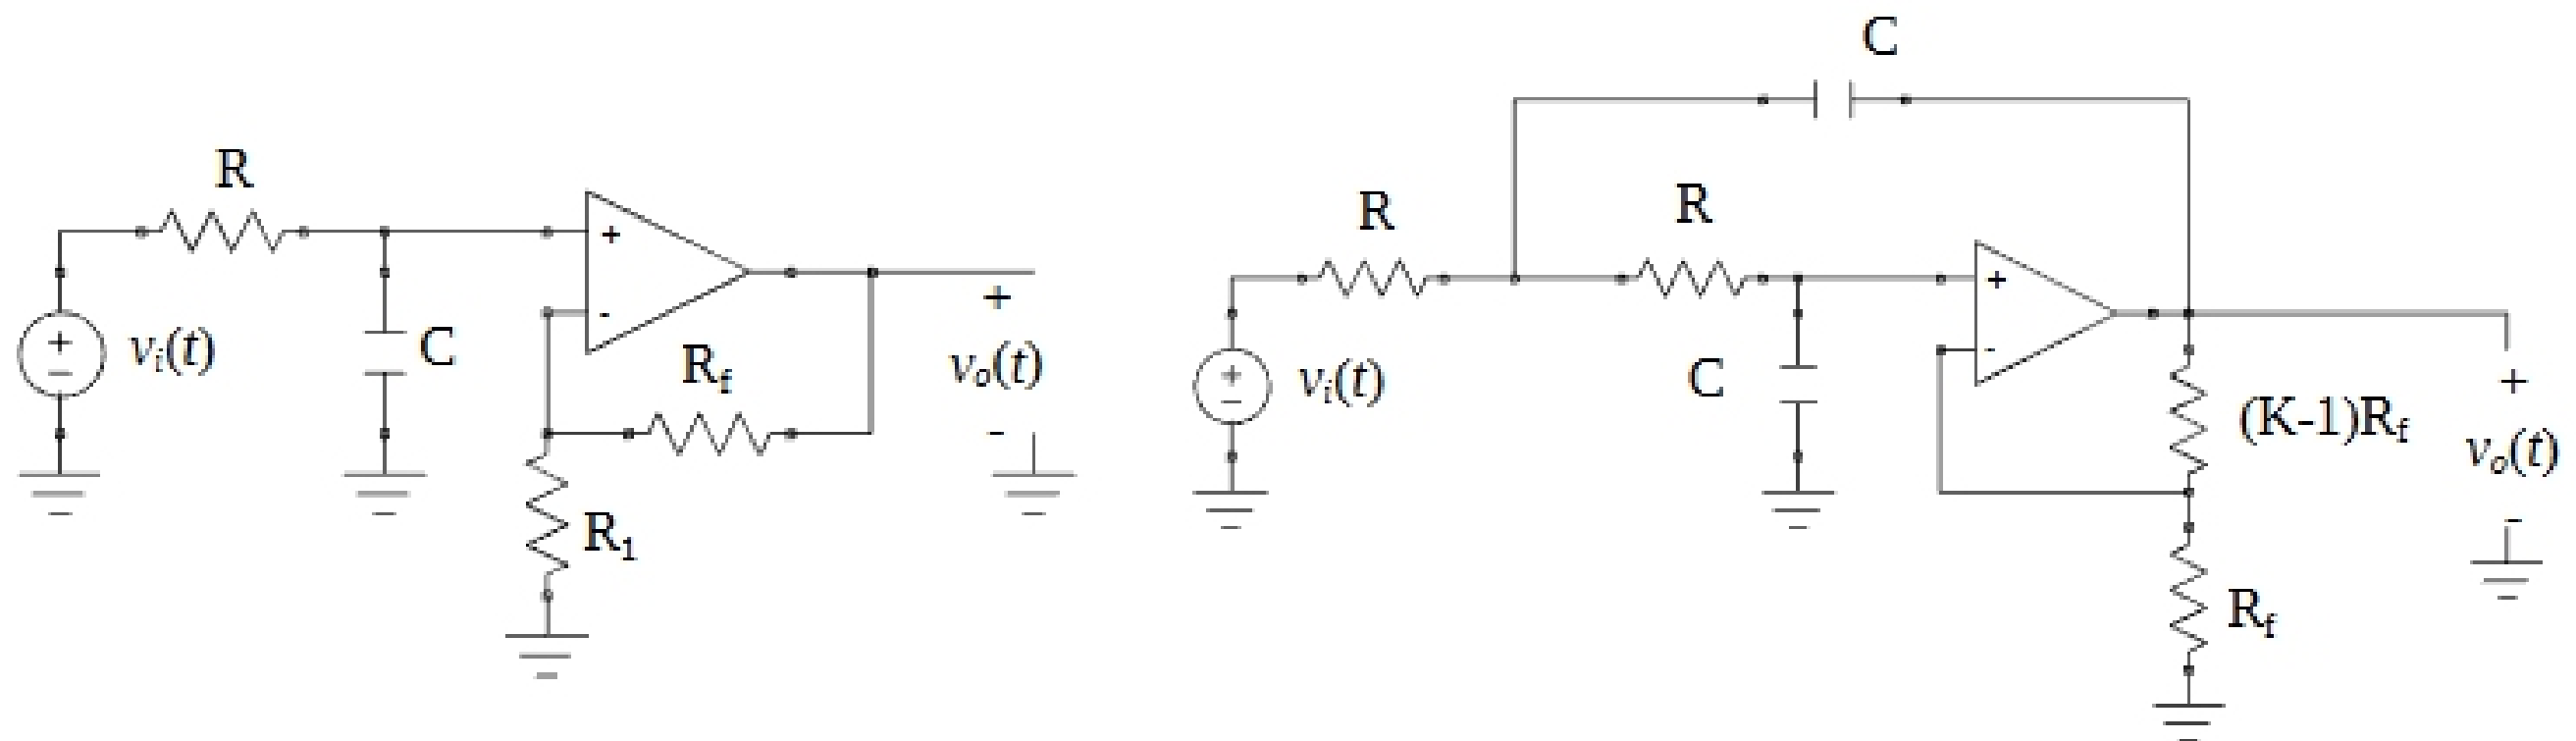 C
R
R
R
+
-
+
-
+
-
vi(t)
C
Rf
+
vo(t)
-
R1
+
-
vi(t)
C
(K-1)Rf
+
vo(t)
-
Rf